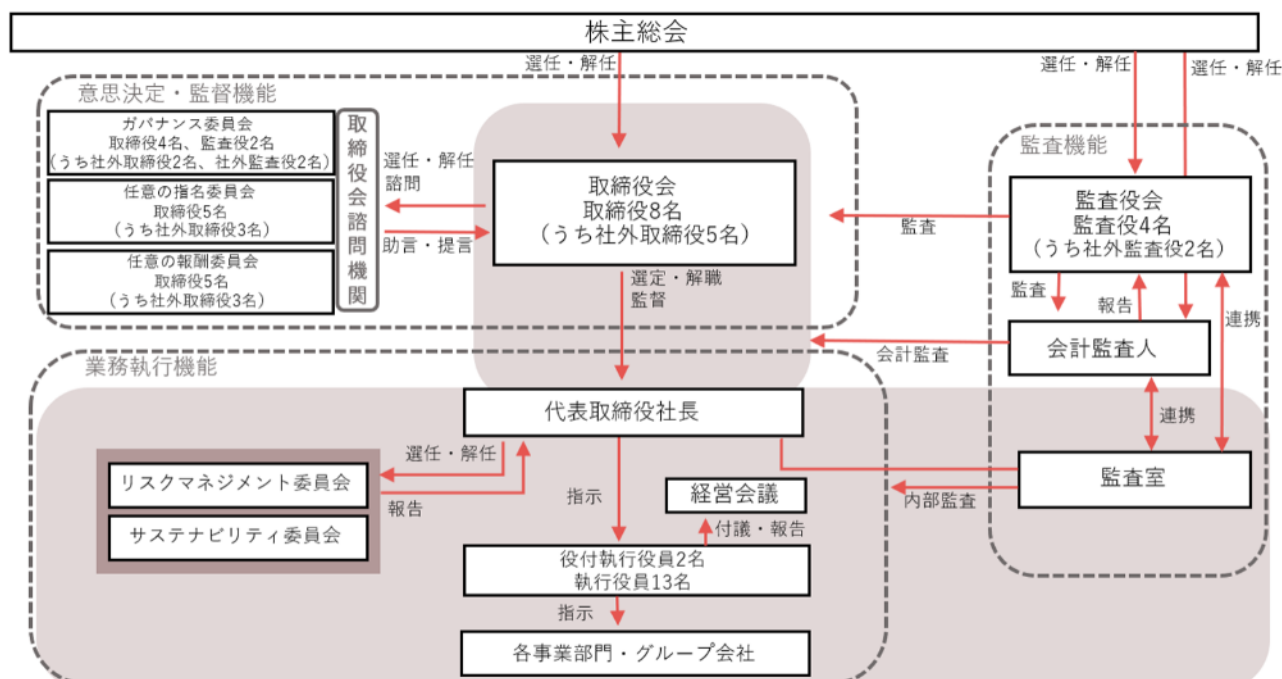 株主総会
選任・解任
選任・解任
選任・解任
意思決定・監督機能
ガバナンス委員会
取締役4名、監査役2名
(うち社外取締役2名、社外監査役2名)
任意の指名委員会
取締役5名
(うち社外取締役3名)
任意の報酬委員会
取締役5名
(うち社外取締役3名)
取締役会諮問機関
選任・解任
諮問
助言・提言
取締役会
取締役8名
(うち社外取締役5名)
選定・解職
監督
監査
監査機能
監査役会
監査役4名
(うち社外監査役2名)
監査
報告
連携
会計監査
会計監査人
連携
監査室
内部監査
業務執行機能
代表取締役社長
選任・解任
報告
リスクマネジメント委員会
サステナビリティ委員会
指示
経営会議
付議・報告
役付執行役員2名
執行役員13名
指示
各事業部門・グループ会社